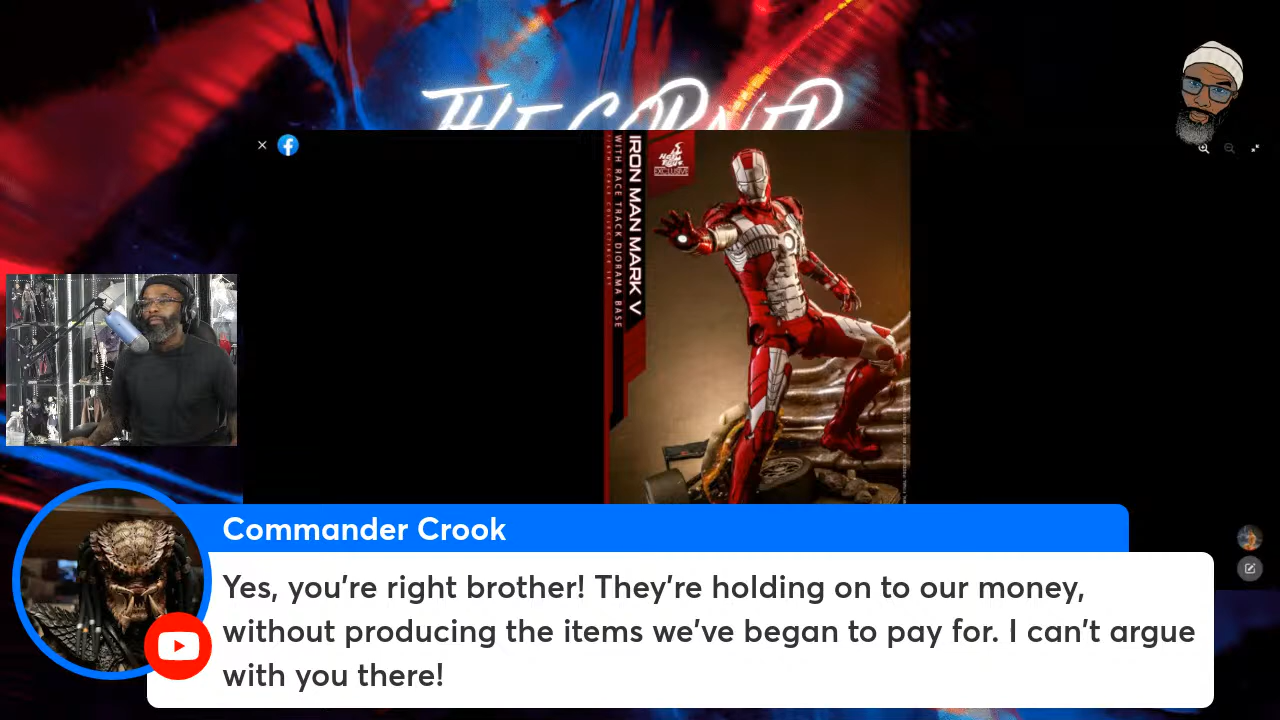 THE CORNER
IRON MAN MARK V
WITH RACE TRACK DIORAMA BASE
EXCLUSIVE
Commander Crook
Yes, you're right brother! They're holding on to our money,
without producing the items we've began to pay for. I can't argue
with you there!